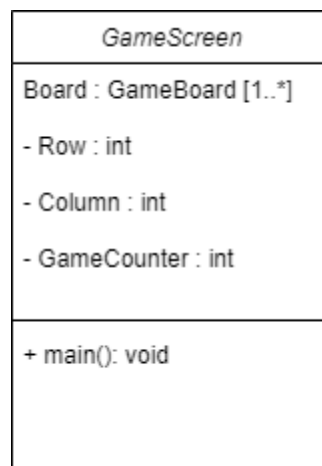 GameScreen
Board : GameBoard [1..*]
- Row : int
- Column : int
- GameCounter : int
+ main(): void